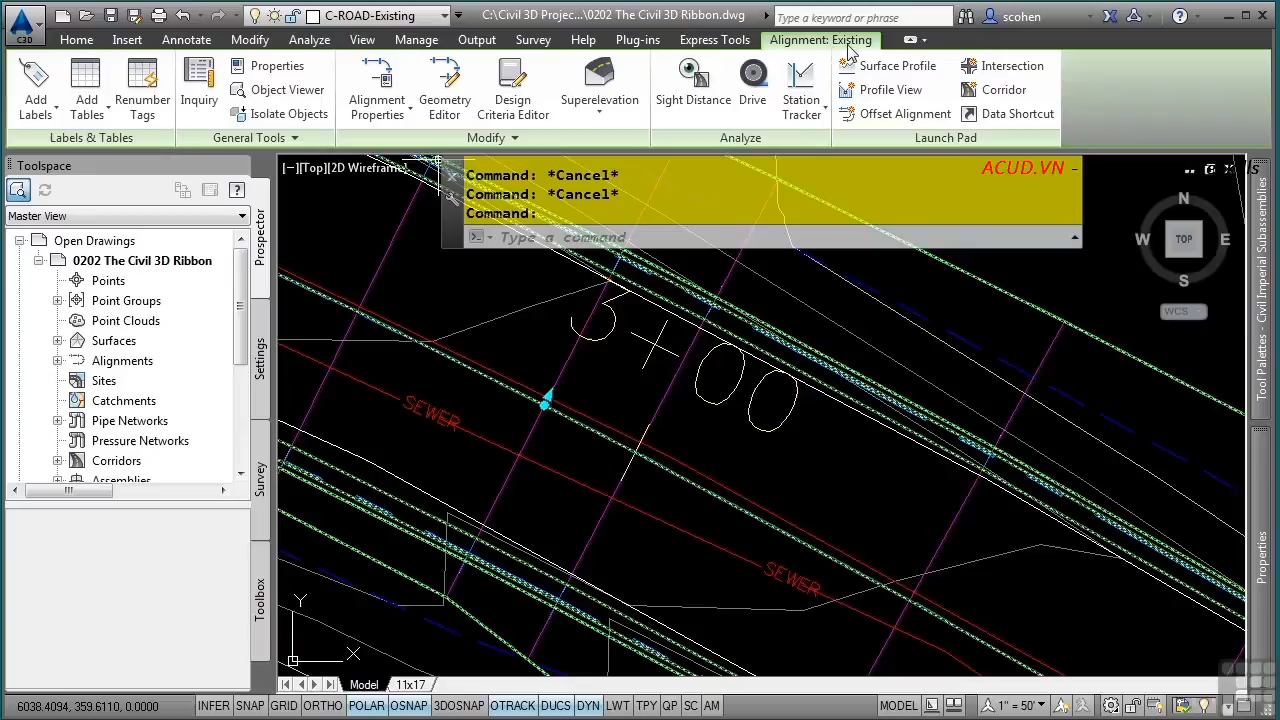 C3D
C-ROAD-Existing
C:\Civil 3D Projec...\0202 The Civil 3D Ribbon.dwg
Type a keyword or phrase
scohen
Home Insert Annotate Modify Analyze View Manage Output Survey Help Plug-ins Express Tools Alignment: Existing
Add Labels
Add Tables
Renumber Tags
Labels & Tables
Inquiry
Properties
Object Viewer
Isolate Objects
General Tools
Alignment Properties
Geometry Editor
Design Criteria Editor
Superelevation
Modify
Sight Distance
Drive
Station Tracker
Analyze
Surface Profile
Profile View
Offset Alignment
Intersection
Corridor
Data Shortcut
Launch Pad
Toolspace
Master View
Open Drawings
0202 The Civil 3D Ribbon
Points
Point Groups
Point Clouds
Surfaces
Alignments
Sites
Catchments
Pipe Networks
Pressure Networks
Corridors
Assemblies
Prospector
Settings
Survey
Toolbox
[−][Top][2D Wireframe]
Command: *Cancel*
Command: *Cancel*
Command:
Type a command
ACUD.VN -
N
W TOP E
S
WCS
5+00
SEWER
SEWER
Y
X
Tool Palettes - Civil Imperial Subassemblies
Properties
Model 11x17
6038.4094, 359.6110, 0.0000
INFER SNAP GRID ORTHO POLAR OSNAP 3DOSNAP OTRACK DUCS DYN LWT TPY QP SC AM
MODEL
1" = 50'